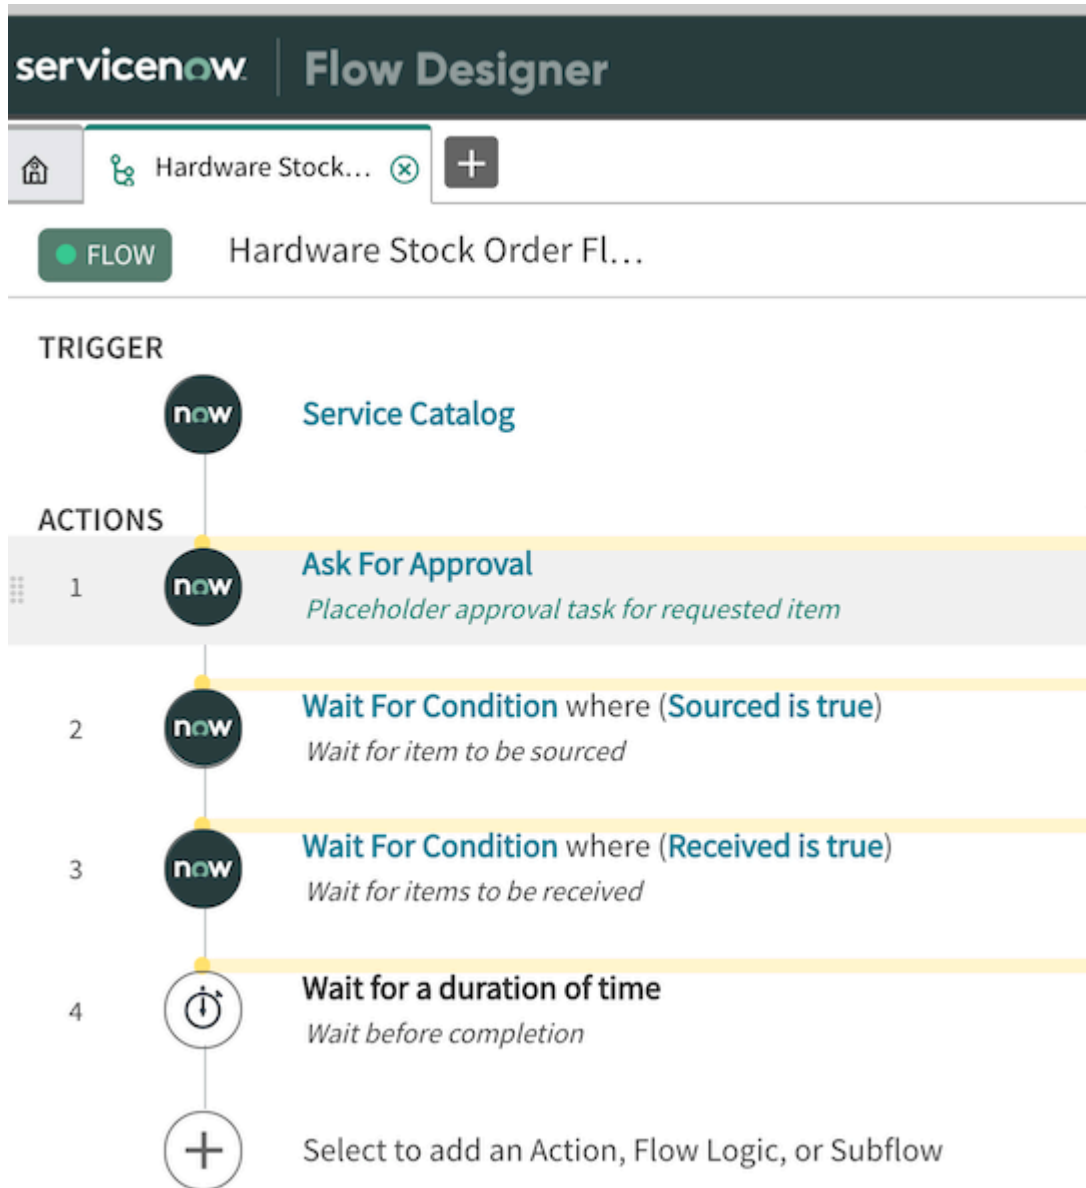 servicenow | Flow Designer
Hardware Stock...
FLOW Hardware Stock Order Fl...
TRIGGER
now Service Catalog
ACTIONS
1 now Ask For Approval
Placeholder approval task for requested item
2 now Wait For Condition where (Sourced is true)
Wait for item to be sourced
3 now Wait For Condition where (Received is true)
Wait for items to be received
4 Wait for a duration of time
Wait before completion
Select to add an Action, Flow Logic, or Subflow